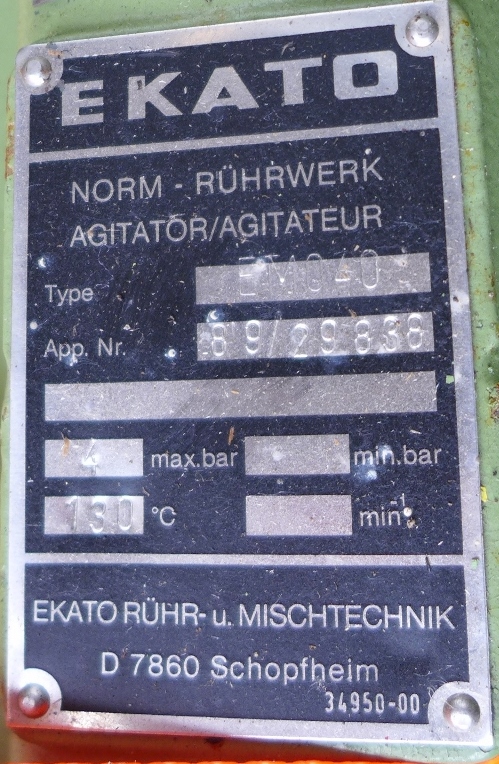 EKATO
NORM - RÜHRWERK
AGITATOR/AGITATEUR
Type EM040
App. Nr. 89/29838
4 max.bar min.bar
130 °C min⁻¹
EKATO RÜHR- u. MISCHTECHNIK
D 7860 Schopfheim
34950-00